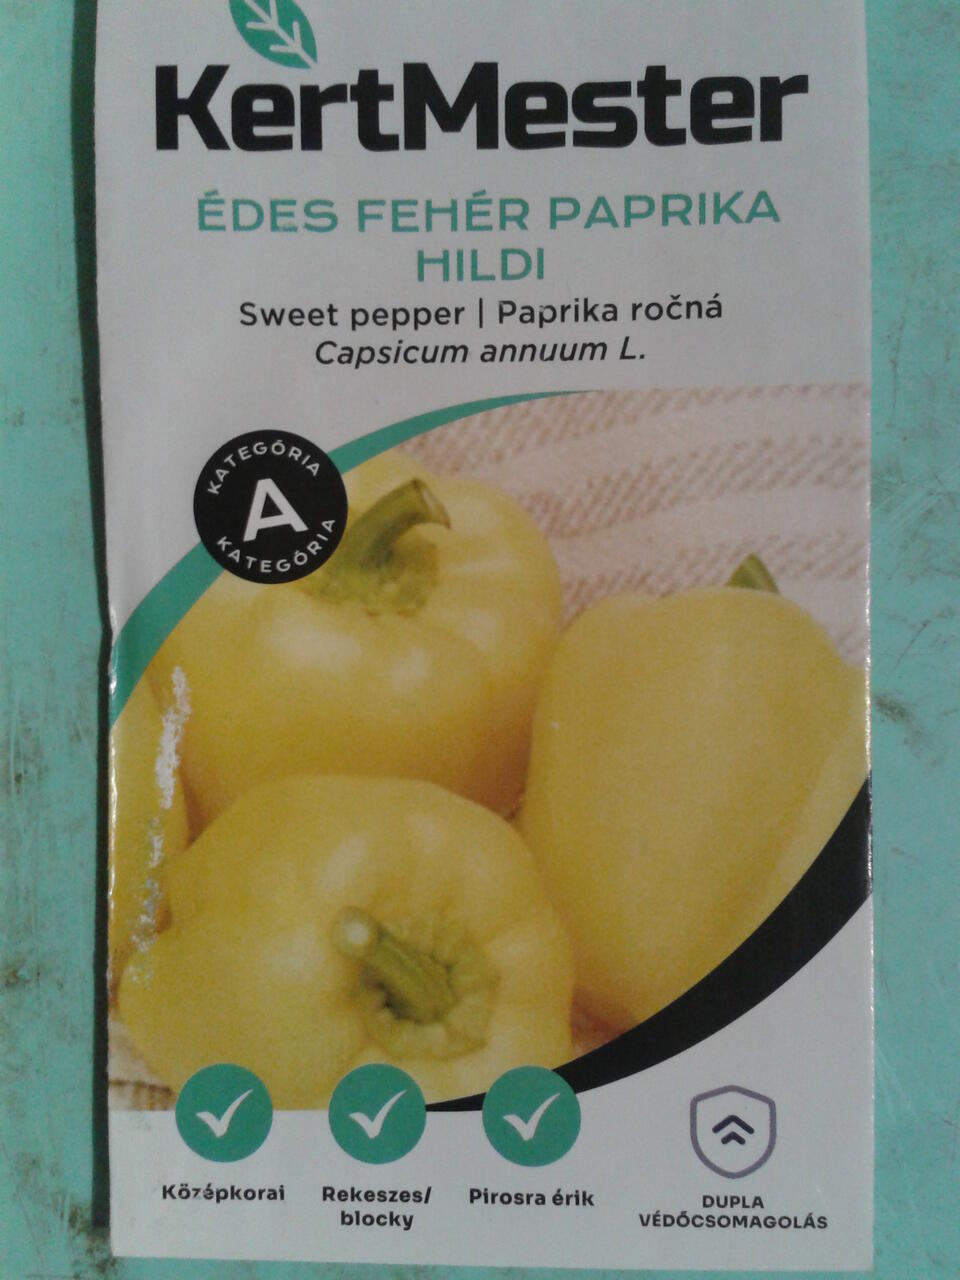 KertMester
ÉDES FEHÉR PAPRIKA
HILDI
Sweet pepper | Paprika ročná
Capsicum annuum L.
KATEGÓRIA
A
KATEGÓRIA
Középkorai
Rekeszes/
blocky
Pirosra érik
DUPLA
VÉDŐCSOMAGOLÁS